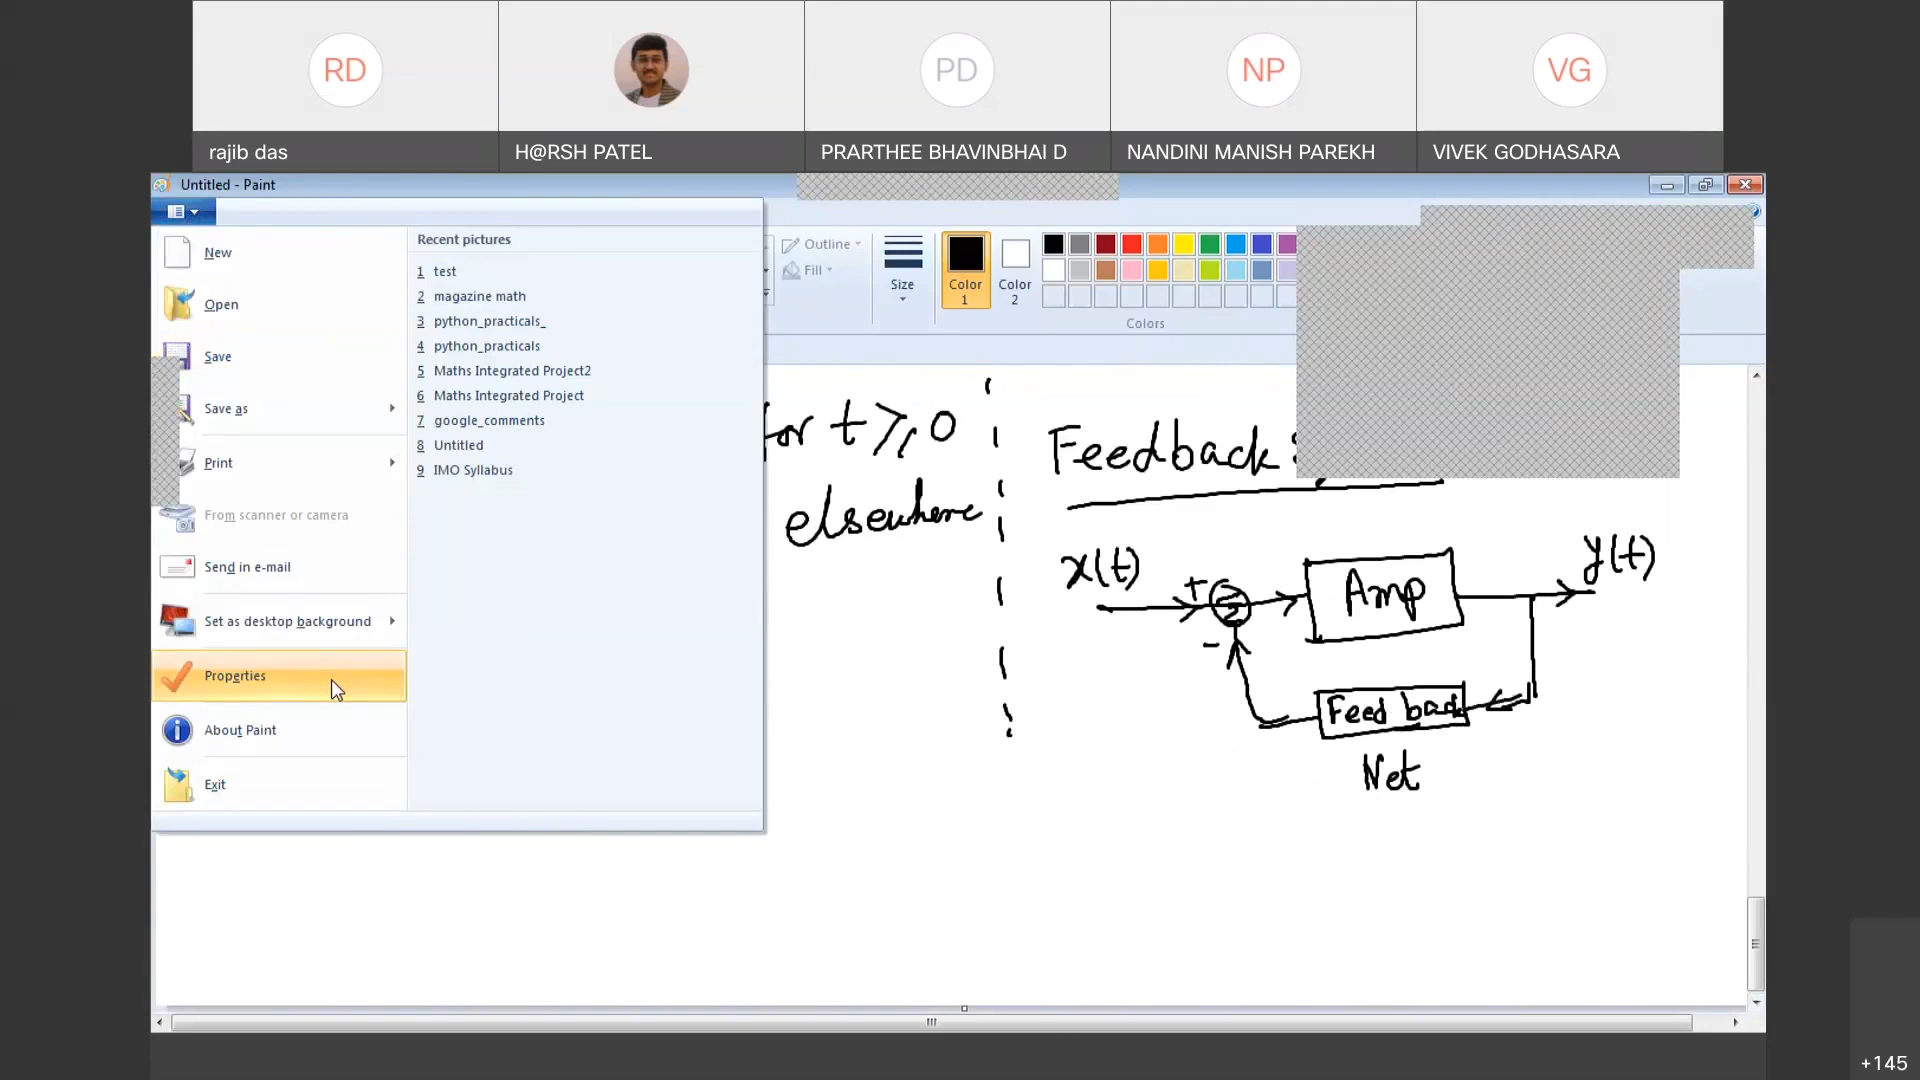 RD
PD
NP
VG
rajib das
H@RSH PATEL
PRARTHEE BHAVINBHAI D
NANDINI MANISH PAREKH
VIVEK GODHASARA
Untitled - Paint
New
Open
Save
Save as
Print
From scanner or camera
Send in e-mail
Set as desktop background
Properties
About Paint
Exit
Recent pictures
1 test
2 magazine math
3 python_practicals_
4 python_practicals
5 Maths Integrated Project2
6 Maths Integrated Project
7 google_comments
8 Untitled
9 IMO Syllabus
Outline
Fill
Size
Color 1
Color 2
Colors
for t ≥ 0
elsewhere
Feedback
x(t)
+
Σ
-
Amp
y(t)
Feed back
Net
+145